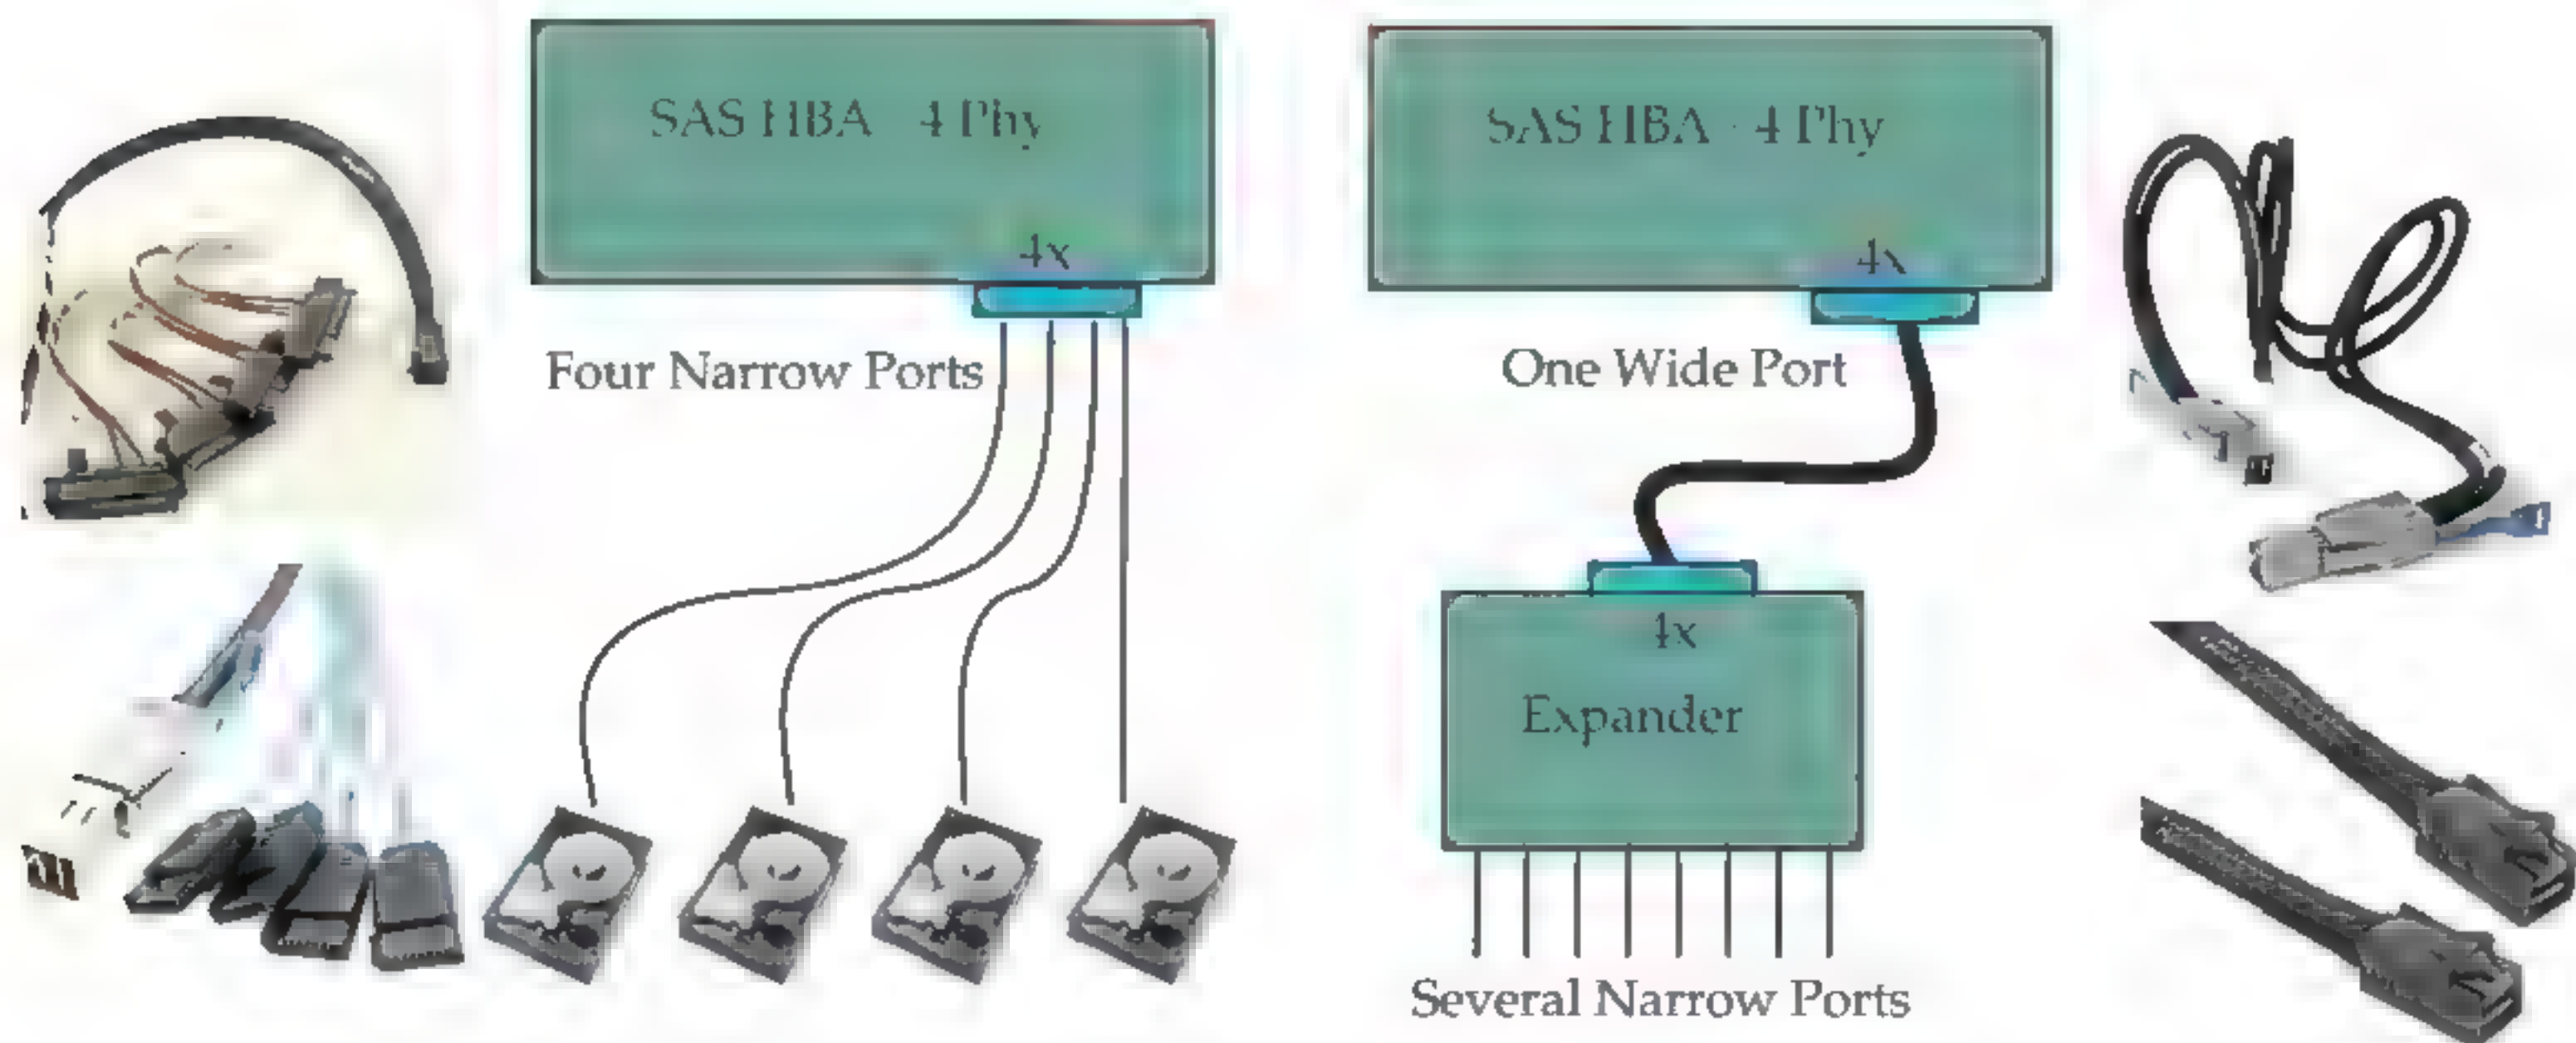 SAS HBA - 4 Phy
4x
Four Narrow Ports
SAS HBA - 4 Phy
4x
One Wide Port
4x
Expander
Several Narrow Ports